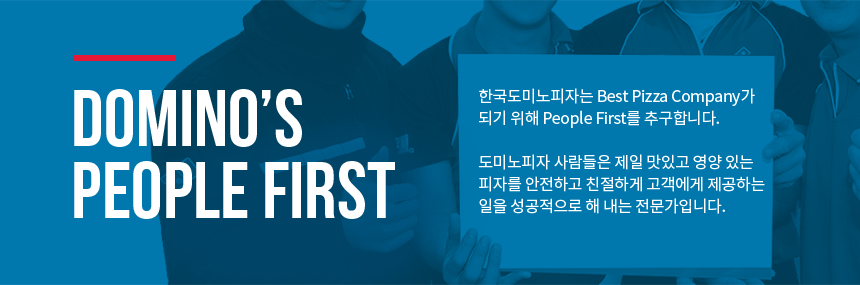 DOMINO'S
PEOPLE FIRST
한국도미노피자는 Best Pizza Company가
되기 위해 People First를 추구합니다.
도미노피자 사람들은 제일 맛있고 영양 있는
피자를 안전하고 친절하게 고객에게 제공하는
일을 성공적으로 해 내는 전문가입니다.